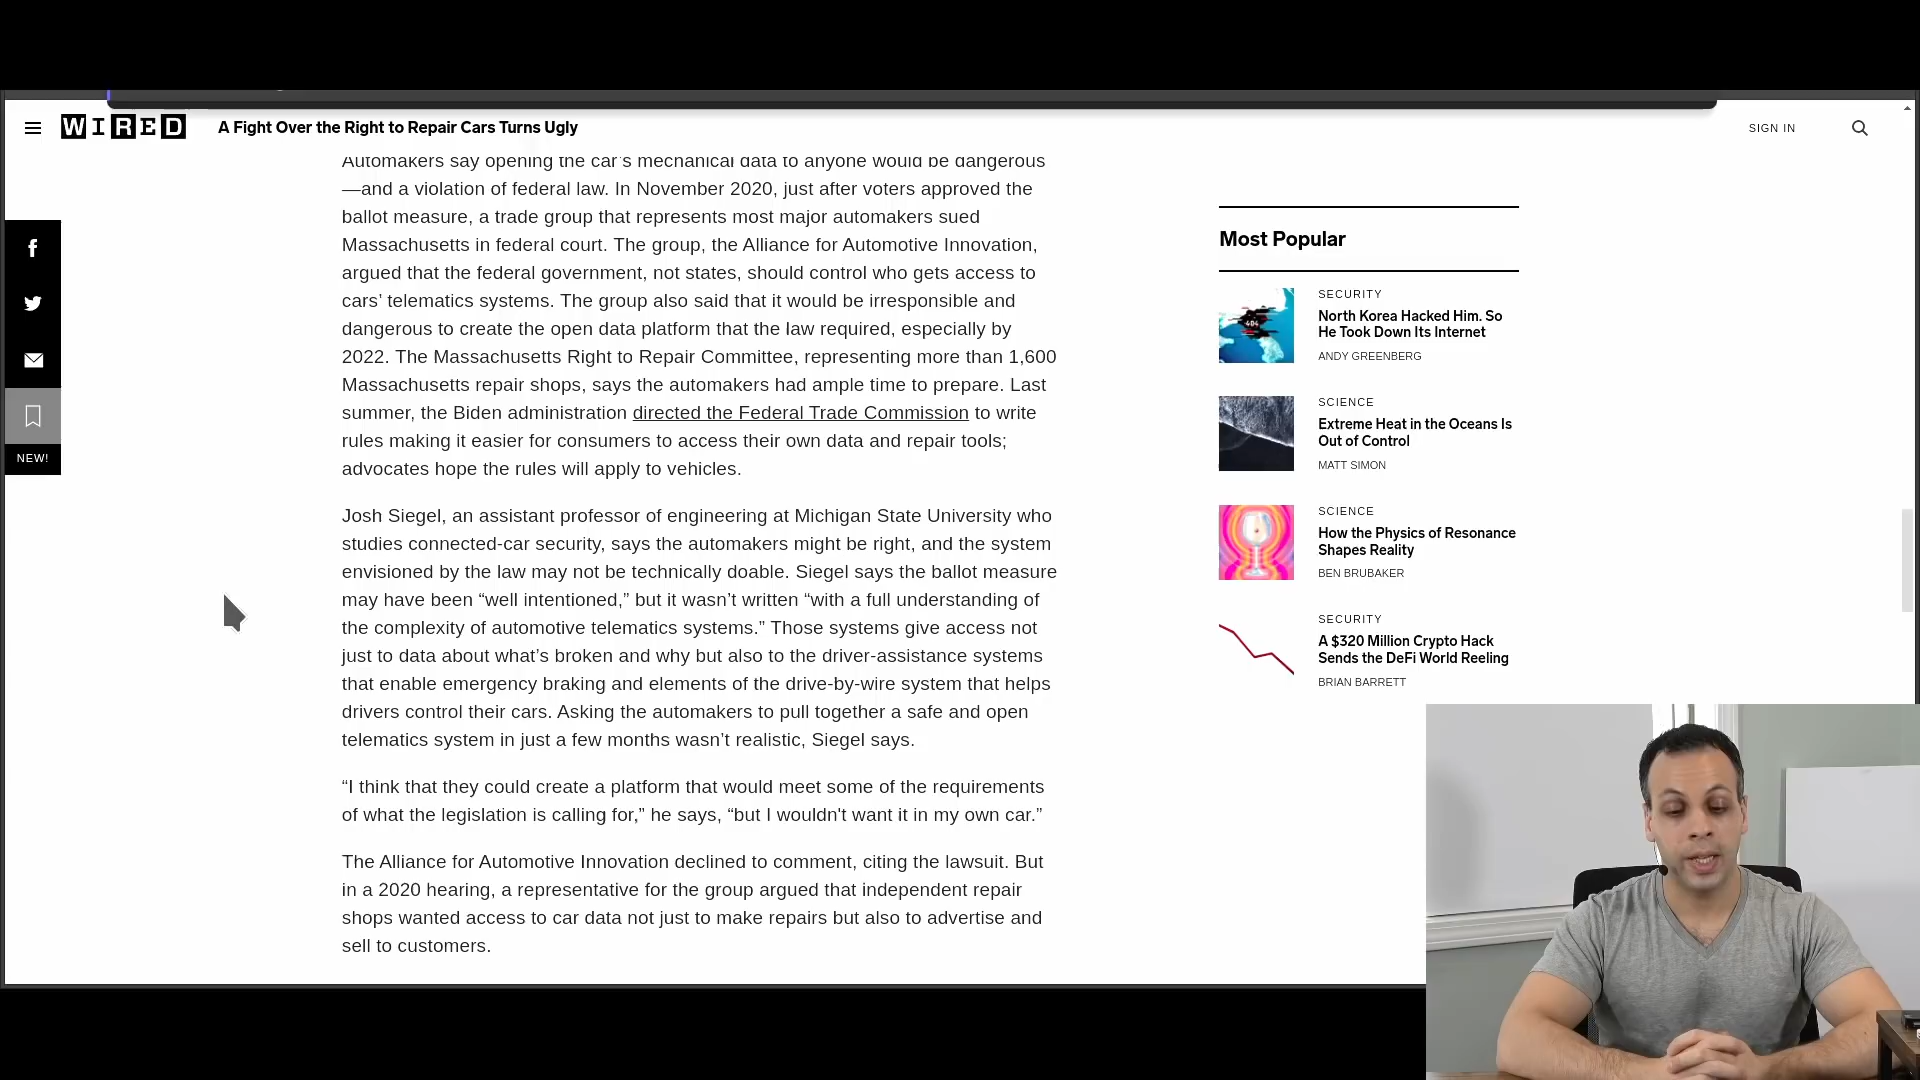 WIRED
A Fight Over the Right to Repair Cars Turns Ugly
SIGN IN
NEW!
Automakers say opening the car's mechanical data to anyone would be dangerous
—and a violation of federal law. In November 2020, just after voters approved the
ballot measure, a trade group that represents most major automakers sued
Massachusetts in federal court. The group, the Alliance for Automotive Innovation,
argued that the federal government, not states, should control who gets access to
cars’ telematics systems. The group also said that it would be irresponsible and
dangerous to create the open data platform that the law required, especially by
2022. The Massachusetts Right to Repair Committee, representing more than 1,600
Massachusetts repair shops, says the automakers had ample time to prepare. Last
summer, the Biden administration directed the Federal Trade Commission to write
rules making it easier for consumers to access their own data and repair tools;
advocates hope the rules will apply to vehicles.
Josh Siegel, an assistant professor of engineering at Michigan State University who
studies connected-car security, says the automakers might be right, and the system
envisioned by the law may not be technically doable. Siegel says the ballot measure
may have been “well intentioned,” but it wasn’t written “with a full understanding of
the complexity of automotive telematics systems.” Those systems give access not
just to data about what’s broken and why but also to the driver-assistance systems
that enable emergency braking and elements of the drive-by-wire system that helps
drivers control their cars. Asking the automakers to pull together a safe and open
telematics system in just a few months wasn’t realistic, Siegel says.
“I think that they could create a platform that would meet some of the requirements
of what the legislation is calling for,” he says, “but I wouldn't want it in my own car.”
The Alliance for Automotive Innovation declined to comment, citing the lawsuit. But
in a 2020 hearing, a representative for the group argued that independent repair
shops wanted access to car data not just to make repairs but also to advertise and
sell to customers.
Most Popular
SECURITY
North Korea Hacked Him. So
He Took Down Its Internet
ANDY GREENBERG
404
SCIENCE
Extreme Heat in the Oceans Is
Out of Control
MATT SIMON
SCIENCE
How the Physics of Resonance
Shapes Reality
BEN BRUBAKER
SECURITY
A $320 Million Crypto Hack
Sends the DeFi World Reeling
BRIAN BARRETT